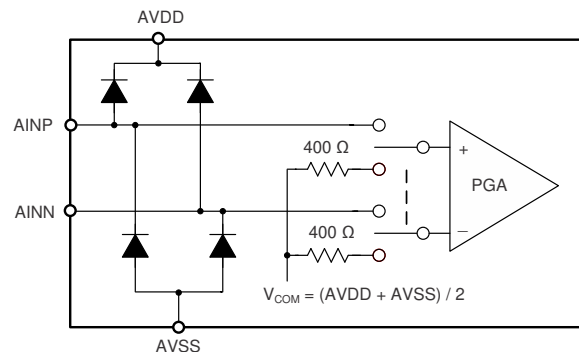 AVDD
AINP
400 Ω
+
PGA
AINN
400 Ω
−
VCOM = (AVDD + AVSS) / 2
AVSS